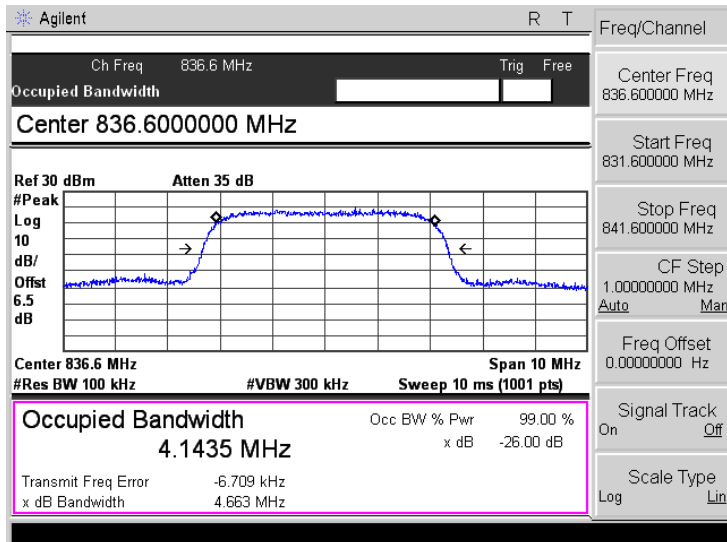 Agilent R T
Ch Freq 836.6 MHz Trig Free
Occupied Bandwidth
Center 836.6000000 MHz
Ref 30 dBm Atten 35 dB
#Peak
Log
10
dB/
Offst
6.5
dB
Center 836.6 MHz Span 10 MHz
#Res BW 100 kHz #VBW 300 kHz Sweep 10 ms (1001 pts)
Occupied Bandwidth Occ BW % Pwr 99.00 %
4.1435 MHz x dB -26.00 dB
Transmit Freq Error -6.709 kHz
x dB Bandwidth 4.663 MHz
Freq/Channel
Center Freq
836.600000 MHz
Start Freq
831.600000 MHz
Stop Freq
841.600000 MHz
CF Step
1.00000000 MHz
Auto Man
Freq Offset
0.00000000 Hz
Signal Track
On Off
Scale Type
Log Lin